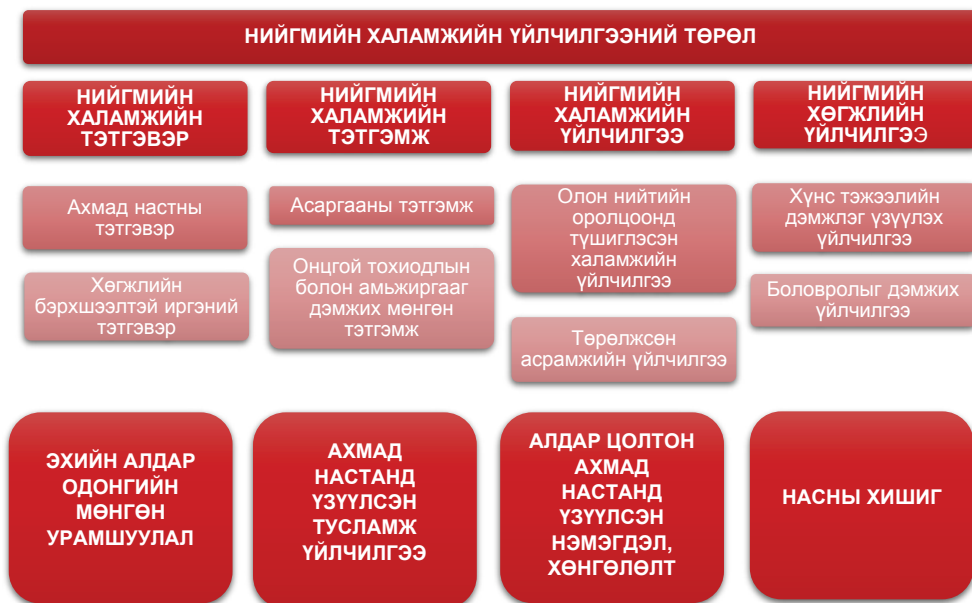 НИЙГМИЙН ХАЛАМЖИЙН ҮЙЛЧИЛГЭЭНИЙ ТӨРӨЛ
НИЙГМИЙН
ХАЛАМЖИЙН
ТЭТГЭВЭР
НИЙГМИЙН
ХАЛАМЖИЙН
ТЭТГЭМЖ
НИЙГМИЙН
ХАЛАМЖИЙН
ҮЙЛЧИЛГЭЭ
НИЙГМИЙН
ХӨГЖЛИЙН
ҮЙЛЧИЛГЭЭ
Ахмад настны
тэтгэвэр
Асаргааны тэтгэмж
Олон нийтийн
оролцоонд
түшиглэсэн
халамжийн
үйлчилгээ
Хүнс тэжээлийн
дэмжлэг үзүүлэх
үйлчилгээ
Хөгжлийн
бэрхшээлтэй иргэний
тэтгэвэр
Онцгой тохиодлын
болон амьжиргааг
дэмжих мөнгөн
тэтгэмж
Төрөлжсөн
асрамжийн үйлчилгээ
Боловролыг дэмжих
үйлчилгээ
ЭХИЙН АЛДАР
ОДОНГИЙН
МӨНГӨН
УРАМШУУЛАЛ
АХМАД
НАСТАНД
ҮЗҮҮЛСЭН
ТУСЛАМЖ
ҮЙЛЧИЛГЭЭ
АЛДАР ЦОЛТОН
АХМАД
НАСТАНД
ҮЗҮҮЛСЭН
НЭМЭГДЭЛ,
ХӨНГӨЛӨЛТ
НАСНЫ ХИШИГ